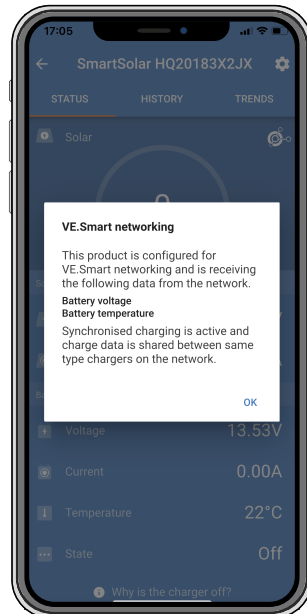 17:05
SmartSolar HQ20183X2JX
STATUS HISTORY TRENDS
Solar
VE.Smart networking
This product is configured for
VE.Smart networking and is receiving
the following data from the network.
Battery voltage
Battery temperature
Synchronised charging is active and
charge data is shared between same
type chargers on the network.
OK
Voltage 13.53V
Current 0.00A
Temperature 22°C
State Off
Why is the charger off?